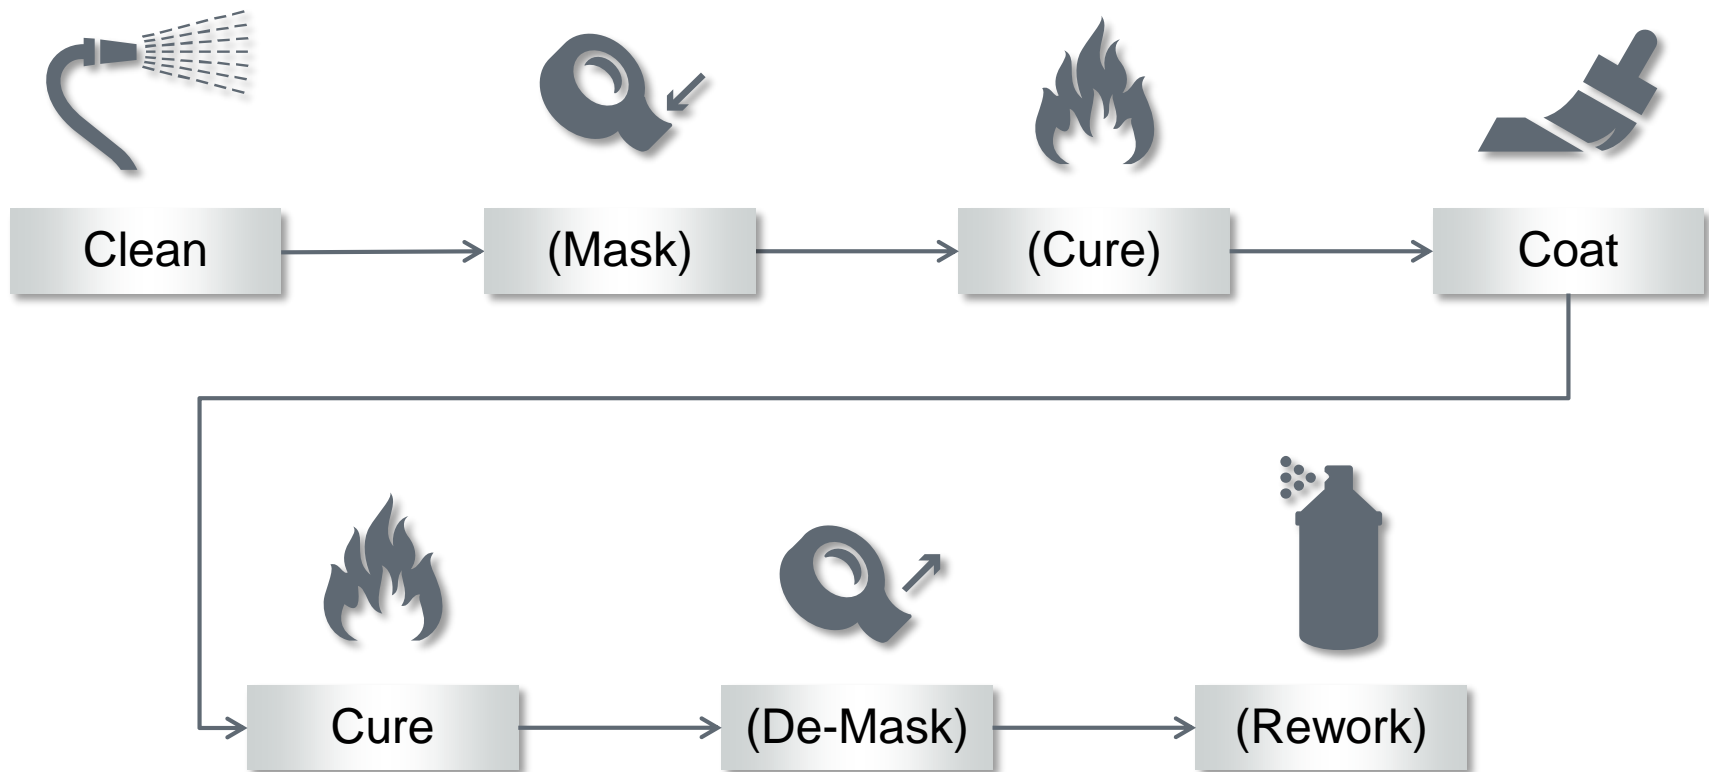 Clean
(Mask)
(Cure)
Coat
Cure
(De-Mask)
(Rework)